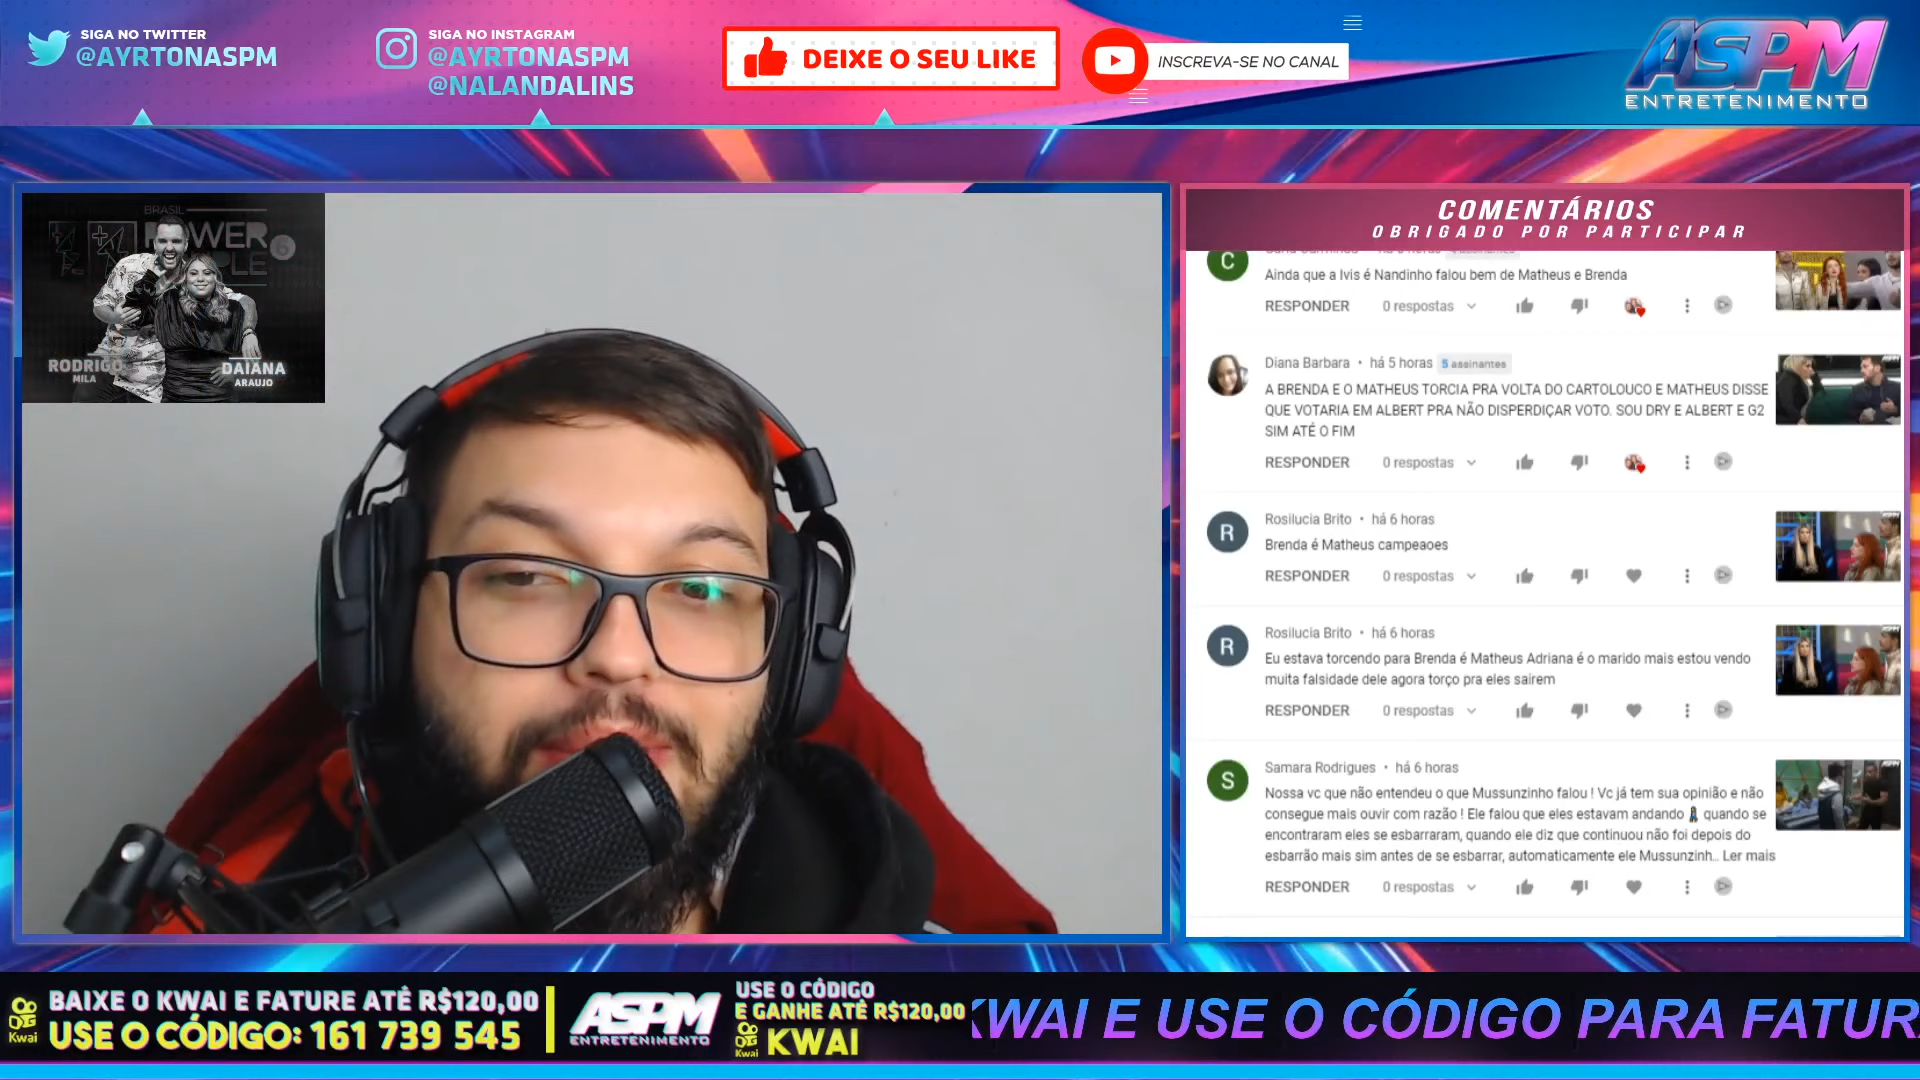 SIGA NO TWITTER
@AYRTONASPM
SIGA NO INSTAGRAM
@AYRTONASPM
@NALANDALINS
DEIXE O SEU LIKE
INSCREVA-SE NO CANAL
ASPM
ENTRETENIMENTO
BRASIL
POWER
6
RODRIGO
MILA
DAIANA
ARAUJO
COMENTÁRIOS
OBRIGADO POR PARTICIPAR
C
Ainda que a Ivis é Nandinho falou bem de Matheus e Brenda
RESPONDER 0 respostas
Diana Barbara • há 5 horas 5 assinantes
A BRENDA E O MATHEUS TORCIA PRA VOLTA DO CARTOLOUCO E MATHEUS DISSE
QUE VOTARIA EM ALBERT PRA NÃO DISPERDIÇAR VOTO. SOU DRY E ALBERT E G2
SIM ATÉ O FIM
RESPONDER 0 respostas
R
Rosilucia Brito • há 6 horas
Brenda é Matheus campeaoes
RESPONDER 0 respostas
R
Rosilucia Brito • há 6 horas
Eu estava torcendo para Brenda é Matheus Adriana é o marido mais estou vendo
muita falsidade dele agora torço pra eles sairem
RESPONDER 0 respostas
S
Samara Rodrigues • há 6 horas
Nossa vc que não entendeu o que Mussunzinho falou ! Vc já tem sua opinião e não
consegue mais ouvir com razão ! Ele falou que eles estavam andando 🚶 quando se
encontraram eles se esbarraram, quando ele diz que continuou não foi depois do
esbarrão mais sim antes de se esbarrar, automaticamente ele Mussunzinh... Ler mais
RESPONDER 0 respostas
Kwai
BAIXE O KWAI E FATURE ATÉ R$120,00
USE O CÓDIGO: 161 739 545
ASPM
ENTRETENIMENTO
USE O CÓDIGO
E GANHE ATÉ R$120,00
Kwai
KWAI
KWAI E USE O CÓDIGO PARA FATUR